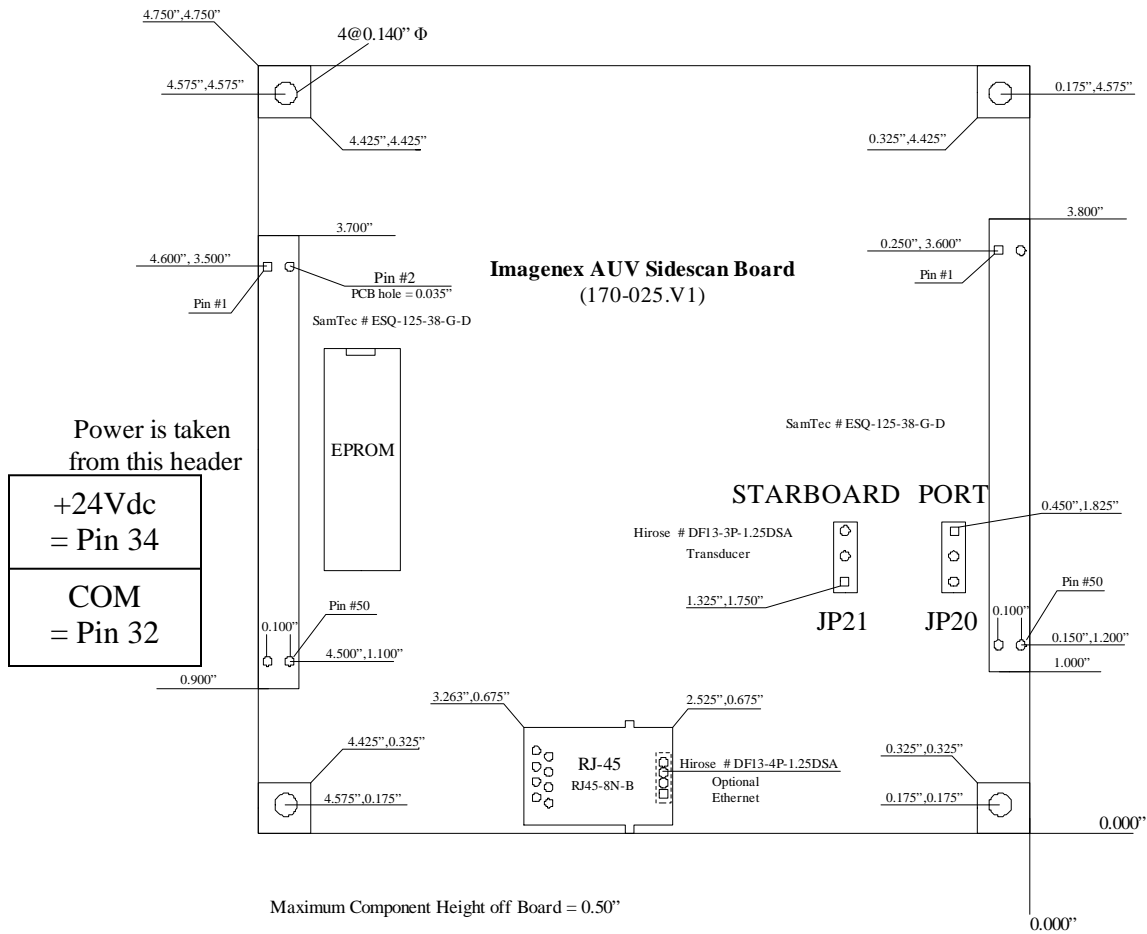 4.750”,4.750”
4@0.140” Φ
4.575”,4.575”
0.175”,4.575”
4.425”,4.425”
0.325”,4.425”
3.700”
3.800”
4.600”, 3.500”
Pin #2
PCB hole = 0.035”
Pin #1
SamTec # ESQ-125-38-G-D
Imagenex AUV Sidescan Board
(170-025.V1)
0.250”, 3.600”
Pin #1
Power is taken
from this header
+24Vdc
= Pin 34
COM
= Pin 32
EPROM
SamTec # ESQ-125-38-G-D
STARBOARD PORT
0.450”,1.825”
Hirose # DF13-3P-1.25DSA
Transducer
1.325”,1.750”
JP21
JP20
Pin #50
0.100”
4.500”,1.100”
0.900”
Pin #50
0.100”
0.150”,1.200”
1.000”
3.263”,0.675”
2.525”,0.675”
4.425”,0.325”
4.575”,0.175”
RJ-45
RJ45-8N-B
Hirose # DF13-4P-1.25DSA
Optional
Ethernet
0.325”,0.325”
0.175”,0.175”
0.000”
Maximum Component Height off Board = 0.50”
0.000”